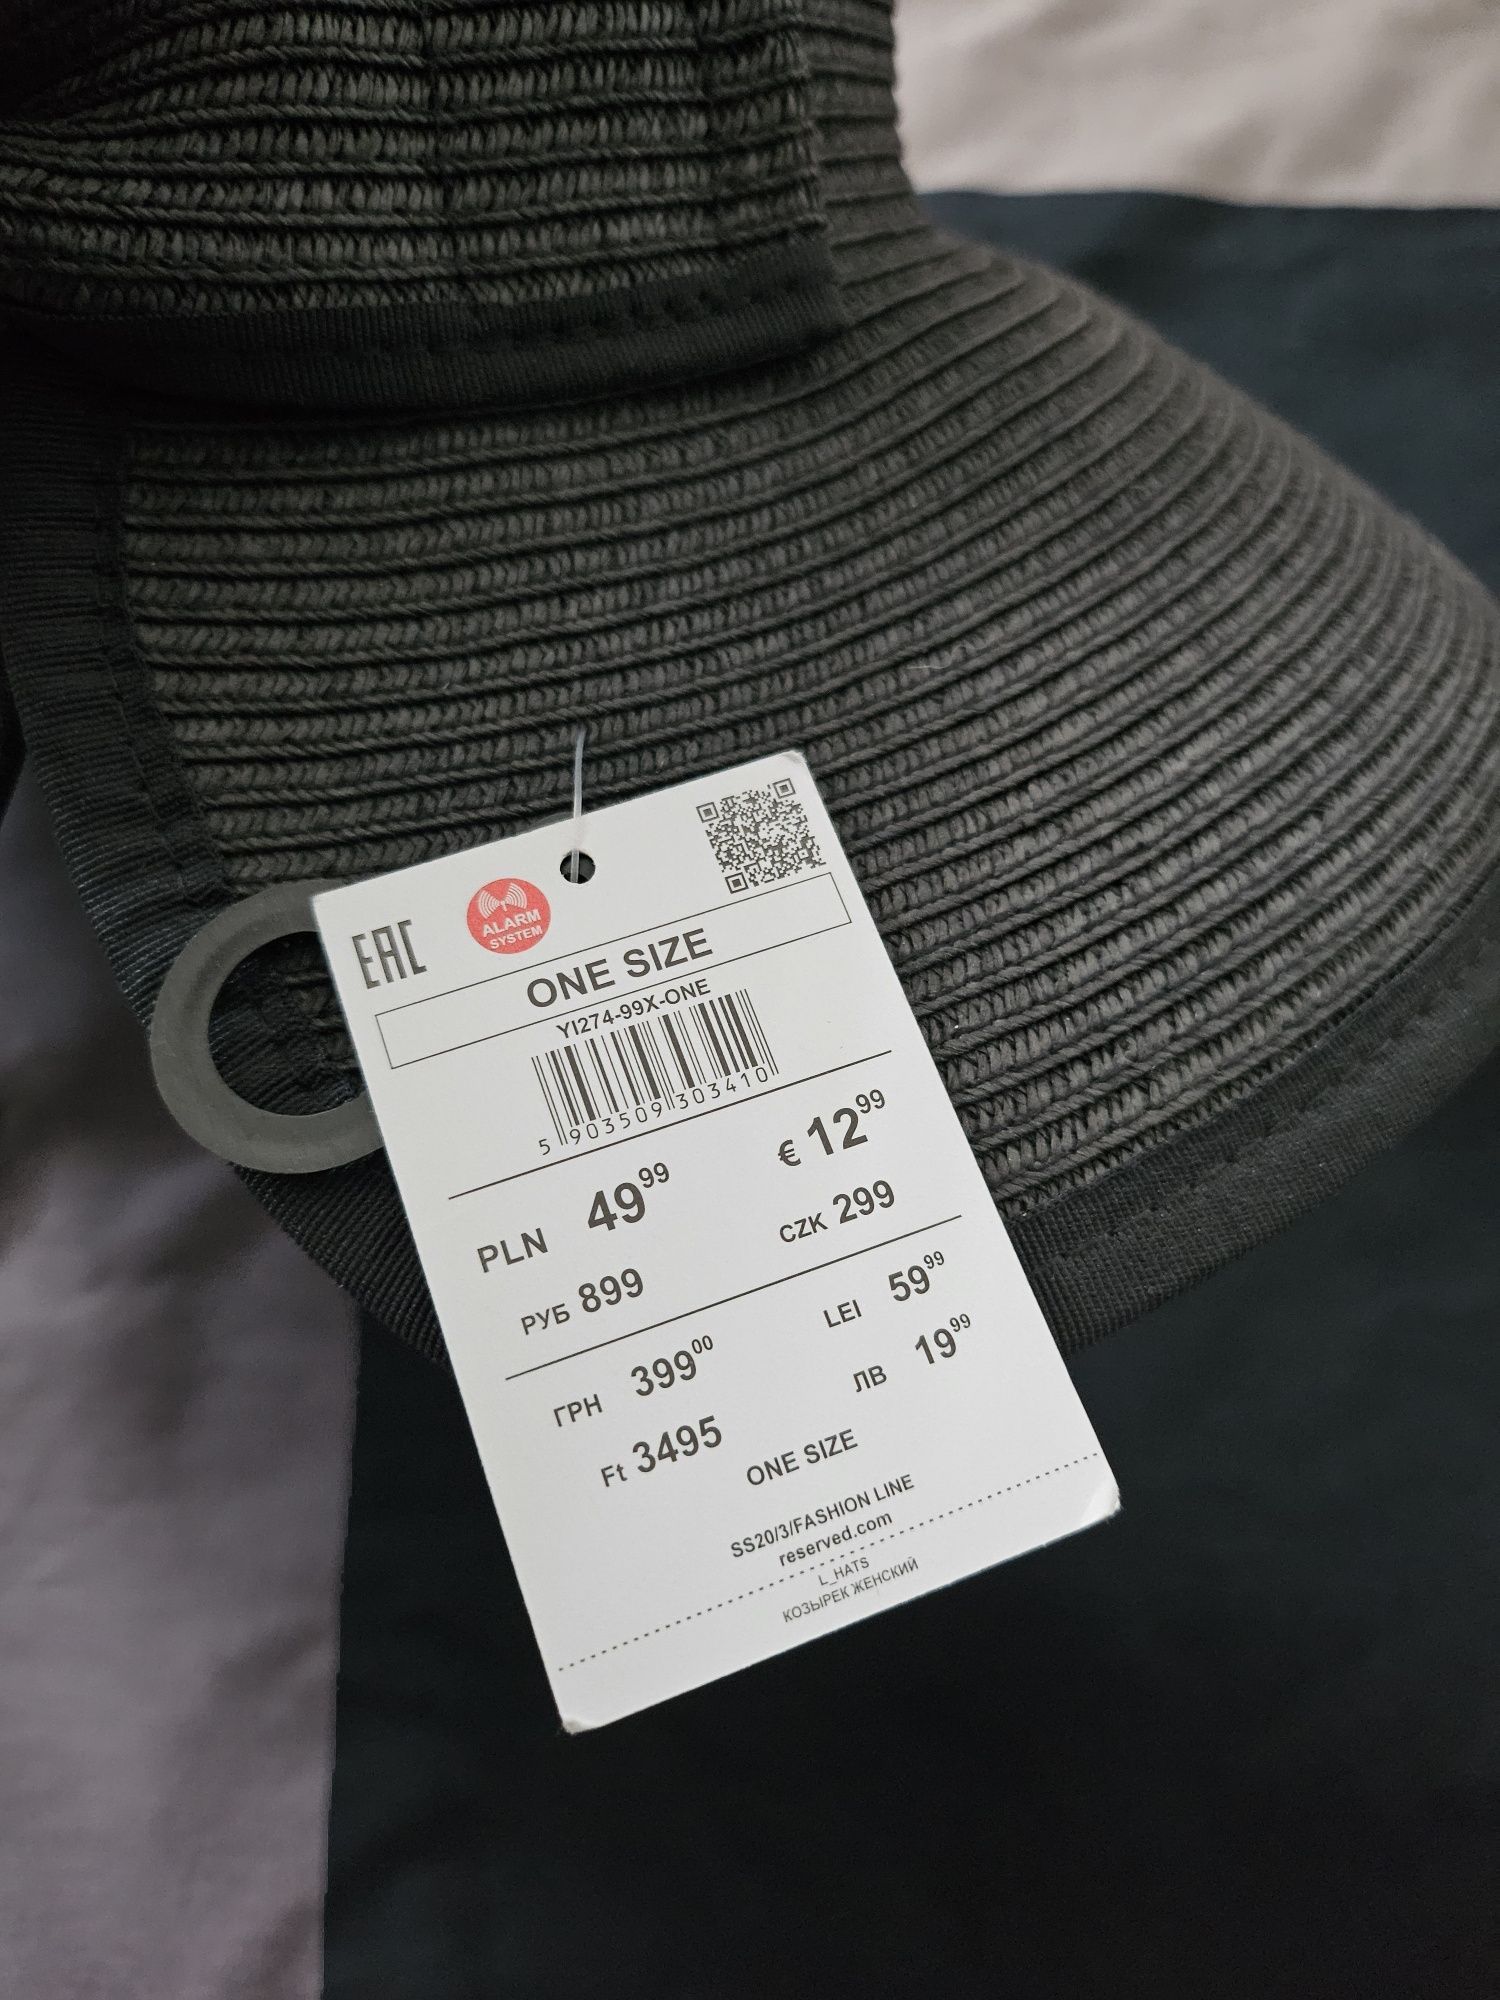 EAC
ALARM
SYSTEM
ONE SIZE
YI274-99X-ONE
5 903509 303410
PLN 49 99
€ 12 99
РУБ 899
CZK 299
ГРН 399 00
LEI 59 99
Ft 3495
ЛВ 19 99
ONE SIZE
SS20/3/FASHION LINE
reserved.com
L_HATS
КОЗЫРЕК ЖЕНСКИЙ